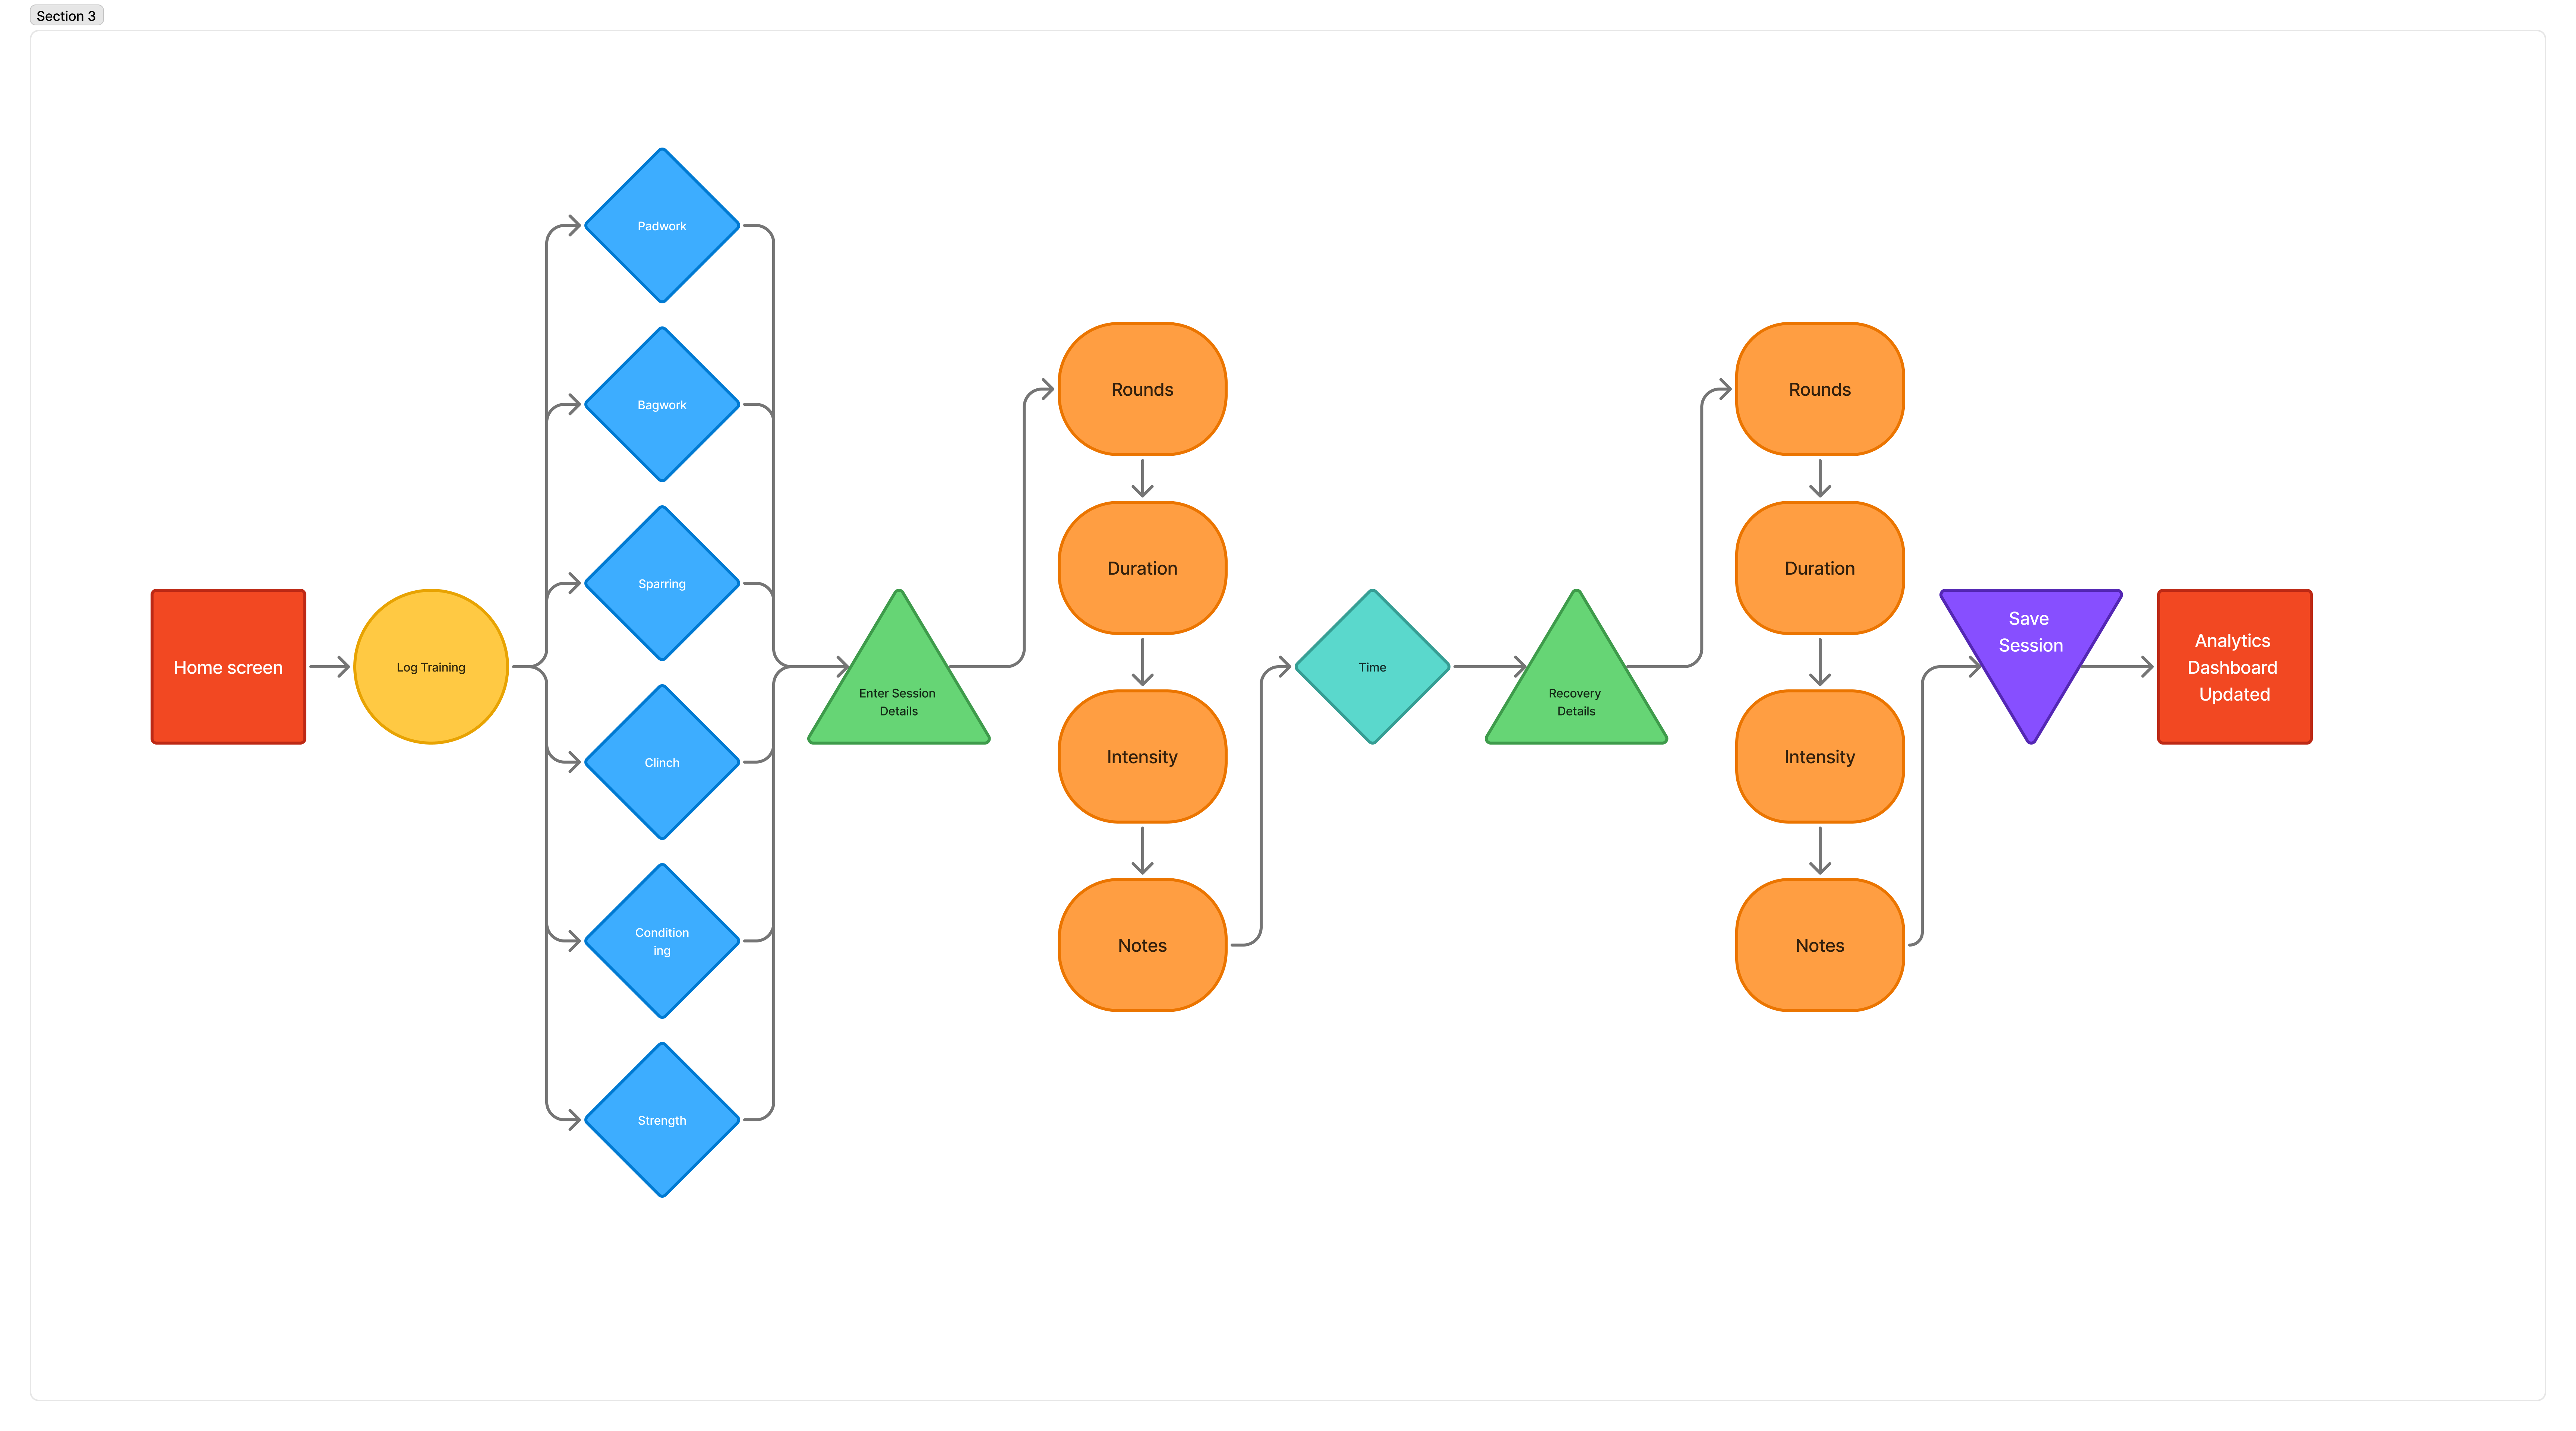 Section 3
Home screen
Log Training
Padwork
Bagwork
Sparring
Clinch
Condition
ing
Strength
Enter Session
Details
Rounds
Duration
Intensity
Notes
Time
Recovery
Details
Rounds
Duration
Intensity
Notes
Save
Session
Analytics
Dashboard
Updated